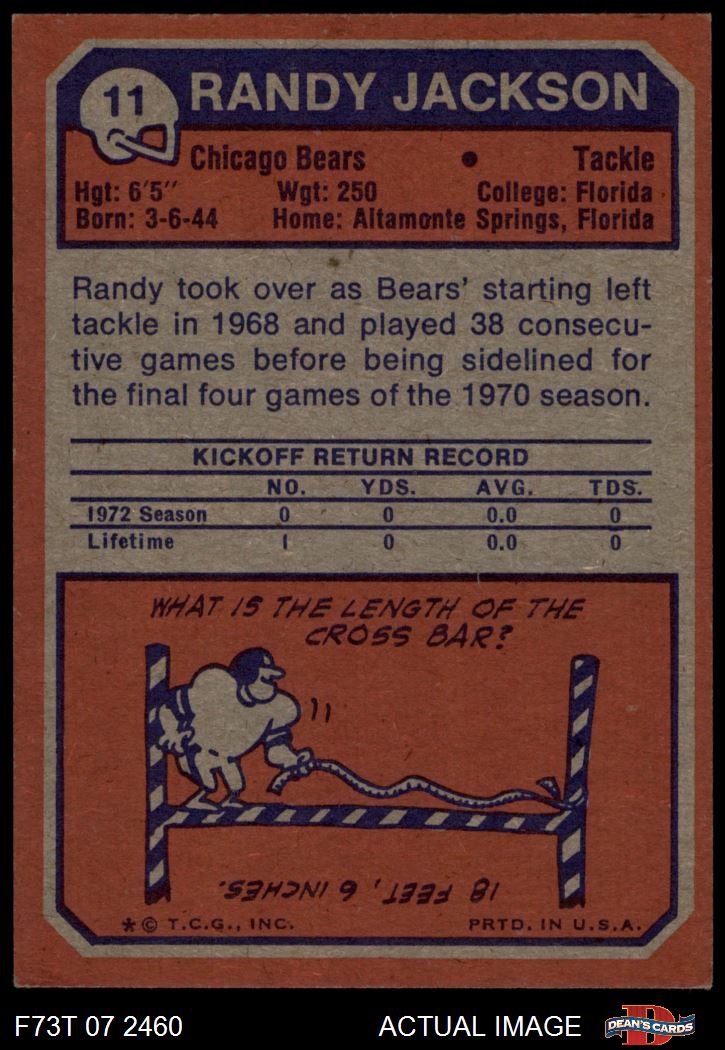 11 RANDY JACKSON
Chicago Bears • Tackle
Hgt: 6'5" Wgt: 250 College: Florida
Born: 3-6-44 Home: Altamonte Springs, Florida
Randy took over as Bears' starting left
tackle in 1968 and played 38 consecu-
tive games before being sidelined for
the final four games of the 1970 season.
KICKOFF RETURN RECORD
NO. YDS. AVG. TDS.
1972 Season 0 0 0.0 0
Lifetime 1 0 0.0 0
WHAT IS THE LENGTH OF THE
CROSS BAR?
18 FEET, 6 INCHES.
*© T.C.G., INC. PRTD. IN U.S.A.
F73T 07 2460 ACTUAL IMAGE D DEAN'S CARDS